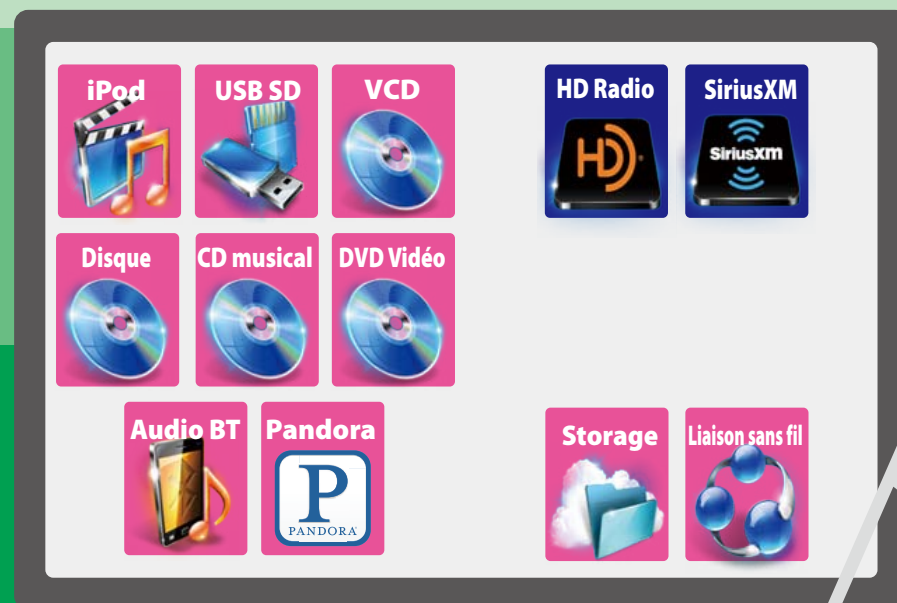 iPod
USB SD
VCD
HD Radio
HD
SiriusXM
SiriusXM
Disque
CD musical
DVD Vidéo
Audio BT
Pandora
P
PANDORA
Storage
Liaison sans fil